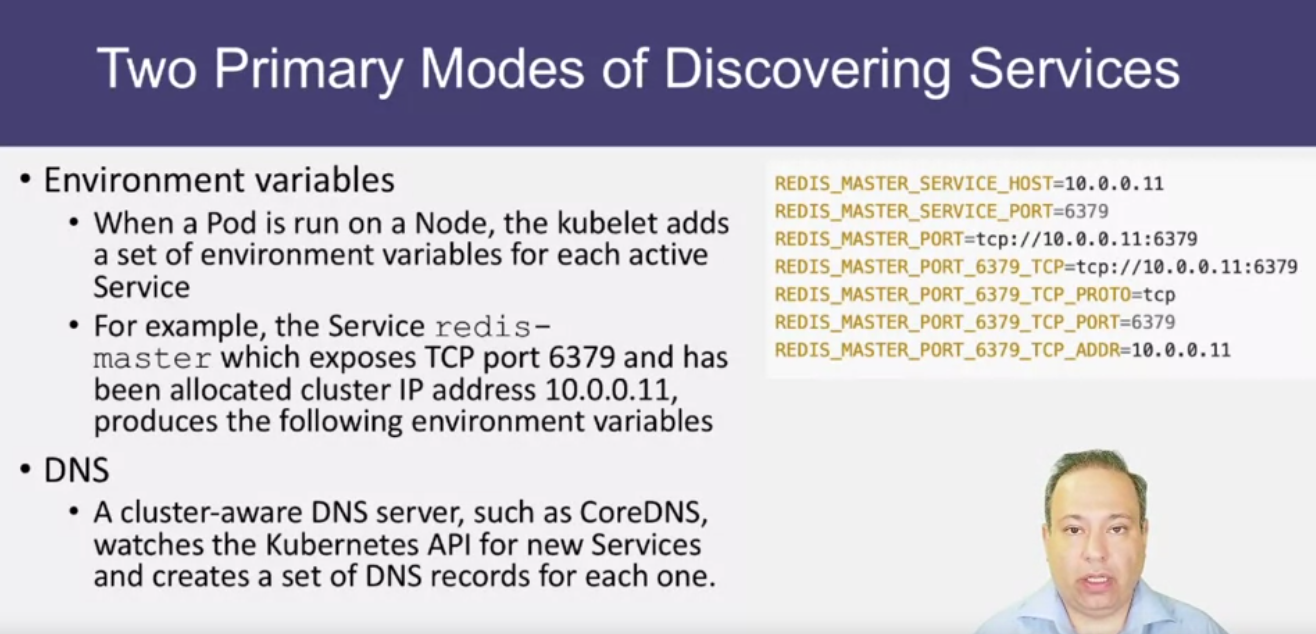 Two Primary Modes of Discovering Services
• Environment variables
• When a Pod is run on a Node, the kubelet adds
a set of environment variables for each active
Service
• For example, the Service redis-
master which exposes TCP port 6379 and has
been allocated cluster IP address 10.0.0.11,
produces the following environment variables
• DNS
• A cluster-aware DNS server, such as CoreDNS,
watches the Kubernetes API for new Services
and creates a set of DNS records for each one.
REDIS_MASTER_SERVICE_HOST=10.0.0.11
REDIS_MASTER_SERVICE_PORT=6379
REDIS_MASTER_PORT=tcp://10.0.0.11:6379
REDIS_MASTER_PORT_6379_TCP=tcp://10.0.0.11:6379
REDIS_MASTER_PORT_6379_TCP_PROTO=tcp
REDIS_MASTER_PORT_6379_TCP_PORT=6379
REDIS_MASTER_PORT_6379_TCP_ADDR=10.0.0.11